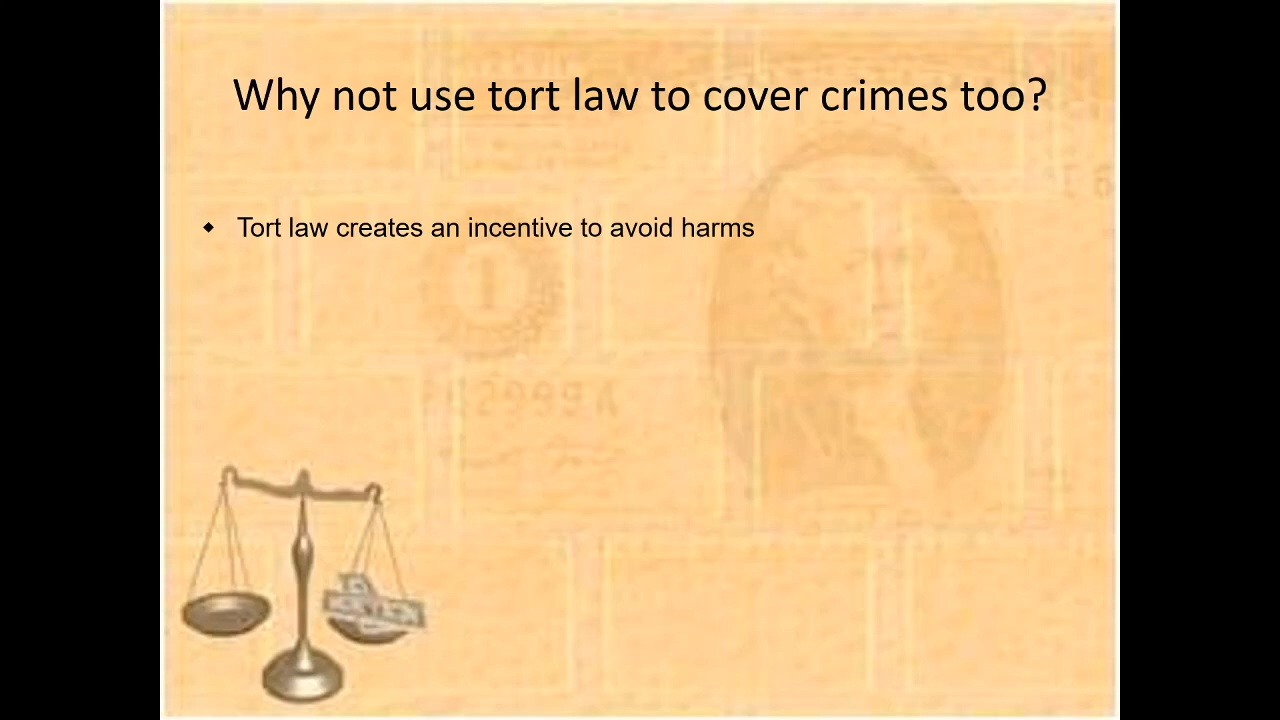 Why not use tort law to cover crimes too?
Tort law creates an incentive to avoid harms